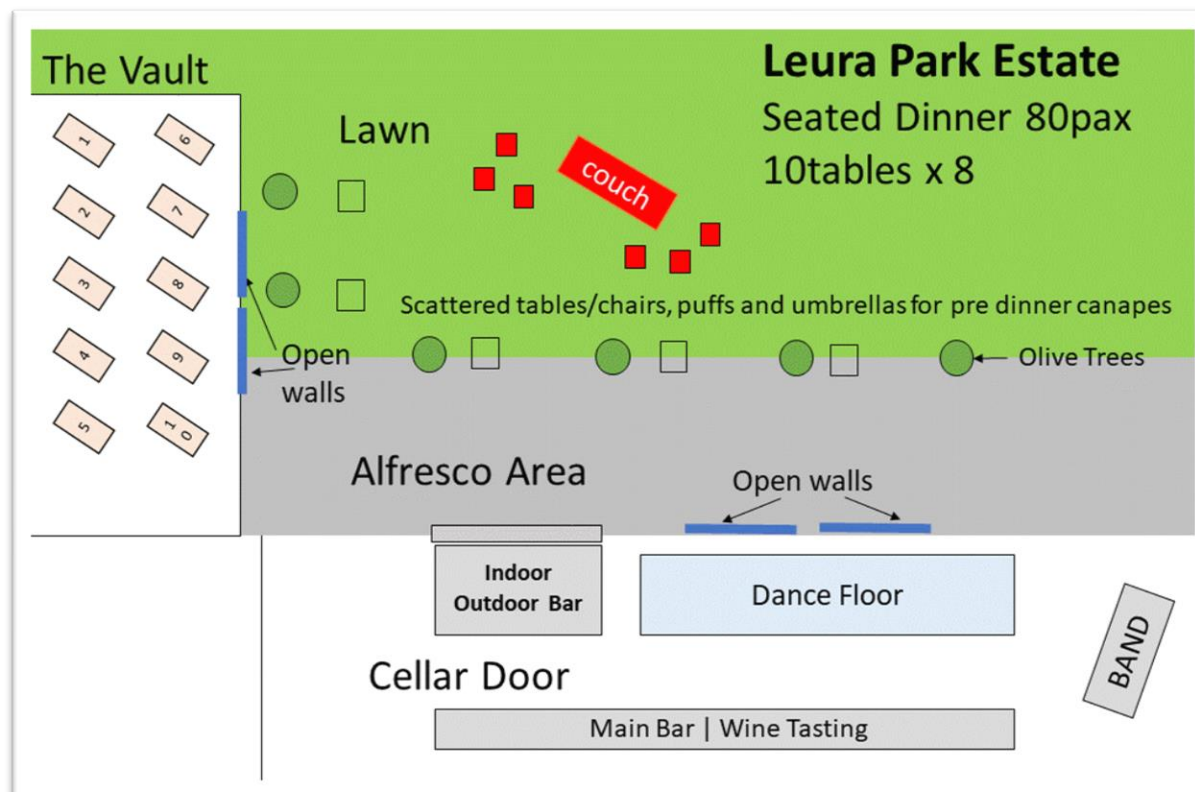 The Vault
Leura Park Estate
Seated Dinner 80pax
10tables x 8
Lawn
couch
1
6
2
7
3
8
4
9
5
10
Scattered tables/chairs, puffs and umbrellas for pre dinner canapes
Open
walls
Olive Trees
Alfresco Area
Open walls
Indoor
Outdoor Bar
Dance Floor
BAND
Cellar Door
Main Bar | Wine Tasting